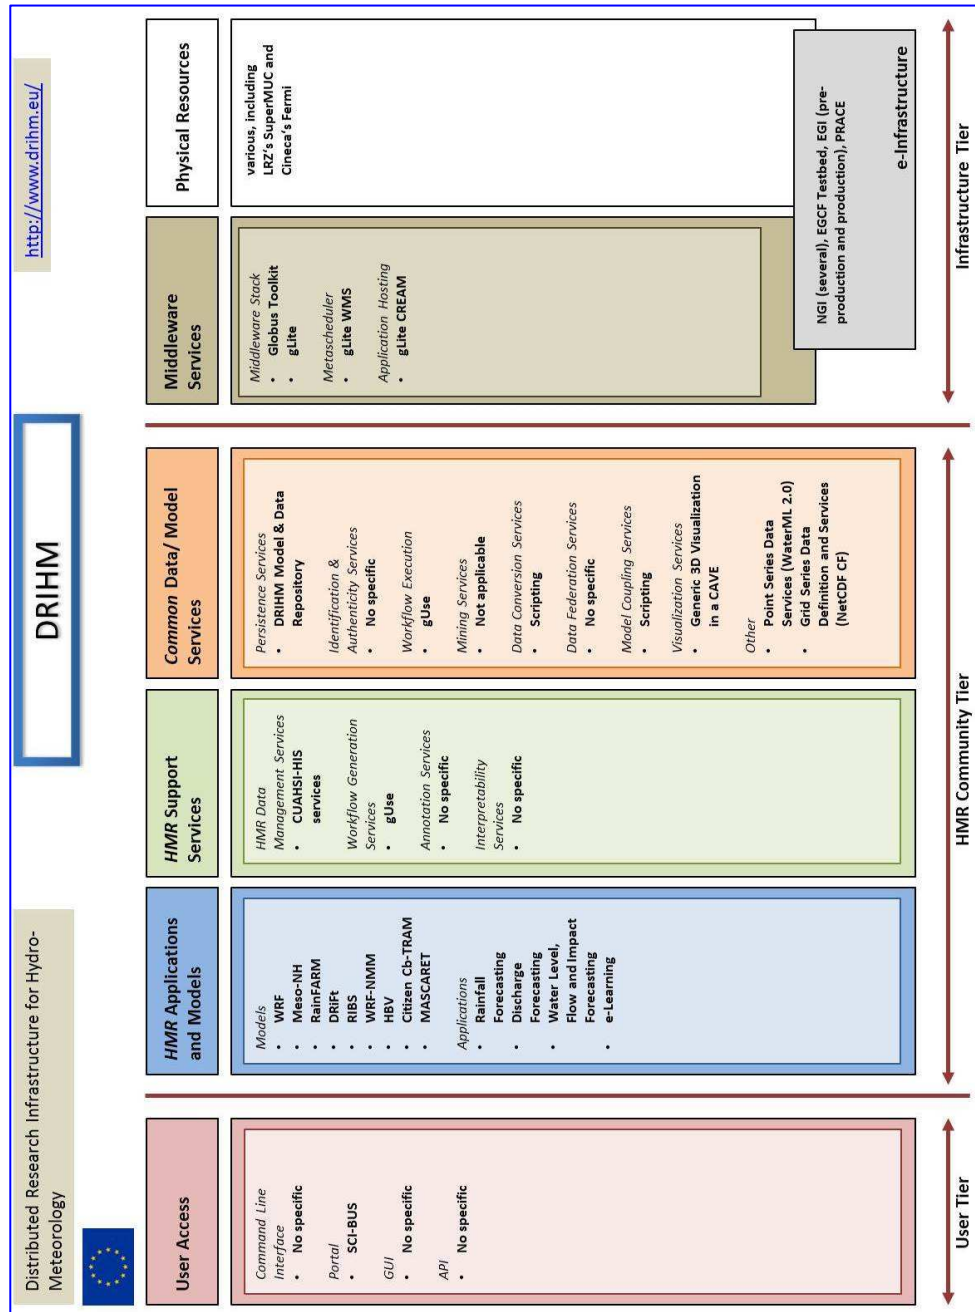 Distributed Research Infrastructure for Hydro-
Meteorology
DRIHM
http://www.drihm.eu/
User Access
Command Line
Interface
• No specific
Portal
• SCI-BUS
GUI
• No specific
API
• No specific
HMR Applications
and Models
Models
• WRF
• Meso-NH
• RainFARM
• DRiFt
• RIBS
• WRF-NMM
• HBV
• Citizen Cb-TRAM
• MASCARET
Applications
• Rainfall
Forecasting
• Discharge
Forecasting
• Water Level,
Flow and Impact
Forecasting
• e-Learning
HMR Support
Services
HMR Data
Management Services
• CUAHSI-HIS
services
Workflow Generation
Services
• gUse
Annotation Services
• No specific
Interpretability
Services
• No specific
Common Data/ Model
Services
Persistence Services
• DRIHM Model & Data
Repository
Identification &
Authenticity Services
• No specific
Workflow Execution
• gUse
Mining Services
• Not applicable
Data Conversion Services
• Scripting
Data Federation Services
• No specific
Model Coupling Services
• Scripting
Visualization Services
• Generic 3D Visualization
in a CAVE
Other
• Point Series Data
Services (WaterML 2.0)
• Grid Series Data
Definition and Services
(NetCDF CF)
Middleware
Services
Middleware Stack
• Globus Toolkit
• gLite
Metascheduler
• gLite WMS
Application Hosting
• gLite CREAM
Physical Resources
various, including
LRZ's SuperMUC and
Cineca's Fermi
NGI (several), EGCF Testbed, EGI (pre-
production and production), PRACE
e-Infrastructure
User Tier
HMR Community Tier
Infrastructure Tier